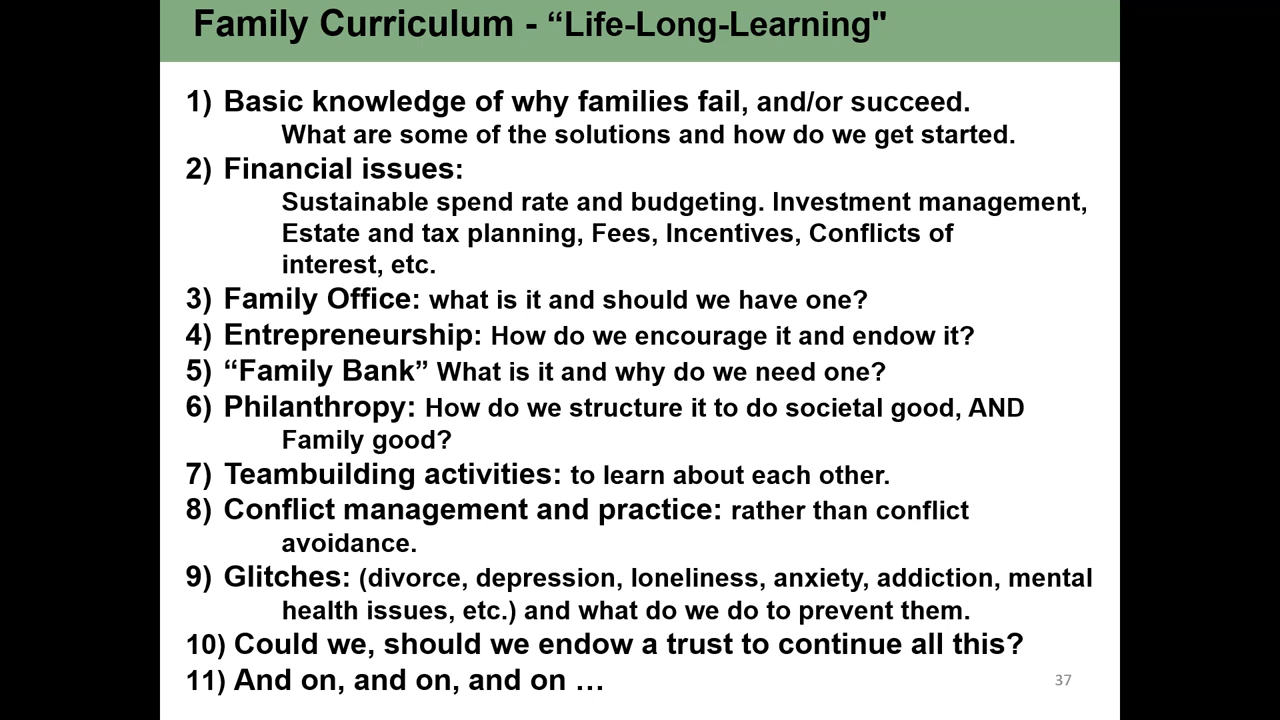 Family Curriculum - “Life-Long-Learning"
1) Basic knowledge of why families fail, and/or succeed.
What are some of the solutions and how do we get started.
2) Financial issues:
Sustainable spend rate and budgeting. Investment management,
Estate and tax planning, Fees, Incentives, Conflicts of
interest, etc.
3) Family Office: what is it and should we have one?
4) Entrepreneurship: How do we encourage it and endow it?
5) “Family Bank” What is it and why do we need one?
6) Philanthropy: How do we structure it to do societal good, AND
Family good?
7) Teambuilding activities: to learn about each other.
8) Conflict management and practice: rather than conflict
avoidance.
9) Glitches: (divorce, depression, loneliness, anxiety, addiction, mental
health issues, etc.) and what do we do to prevent them.
10) Could we, should we endow a trust to continue all this?
11) And on, and on, and on …
37